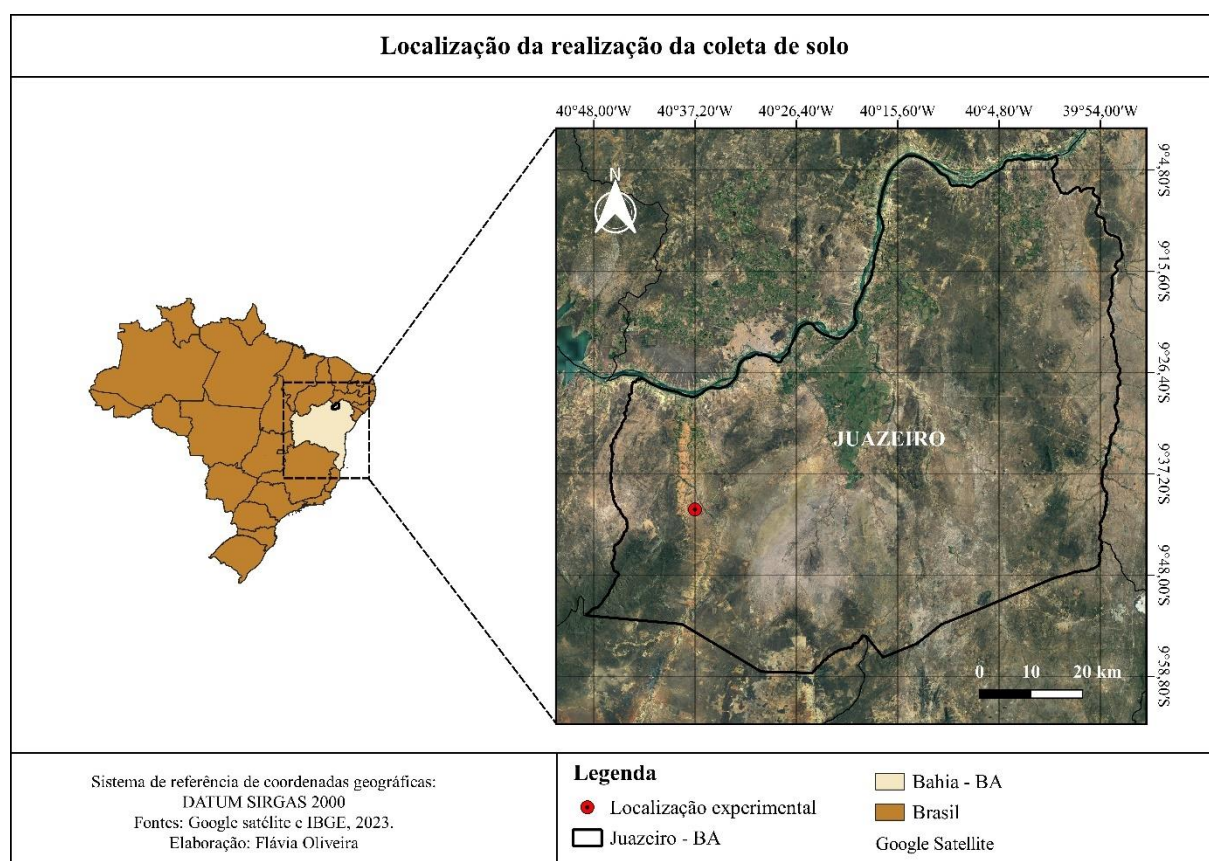 Localização da realização da coleta de solo
40°48,00'W 40°37,20'W 40°26,40'W 40°15,60'W 40°4,80'W 39°54,00'W
N
9°4,80'S
9°15,60'S
9°26,40'S
JUAZEIRO
9°37,20'S
9°48,00'S
0 10 20 km
9°58,80'S
Sistema de referência de coordenadas geográficas:
DATUM SIRGAS 2000
Fontes: Google satélite e IBGE, 2023.
Elaboração: Flávia Oliveira
Legenda
Localização experimental
Juazeiro - BA
Bahia - BA
Brasil
Google Satellite